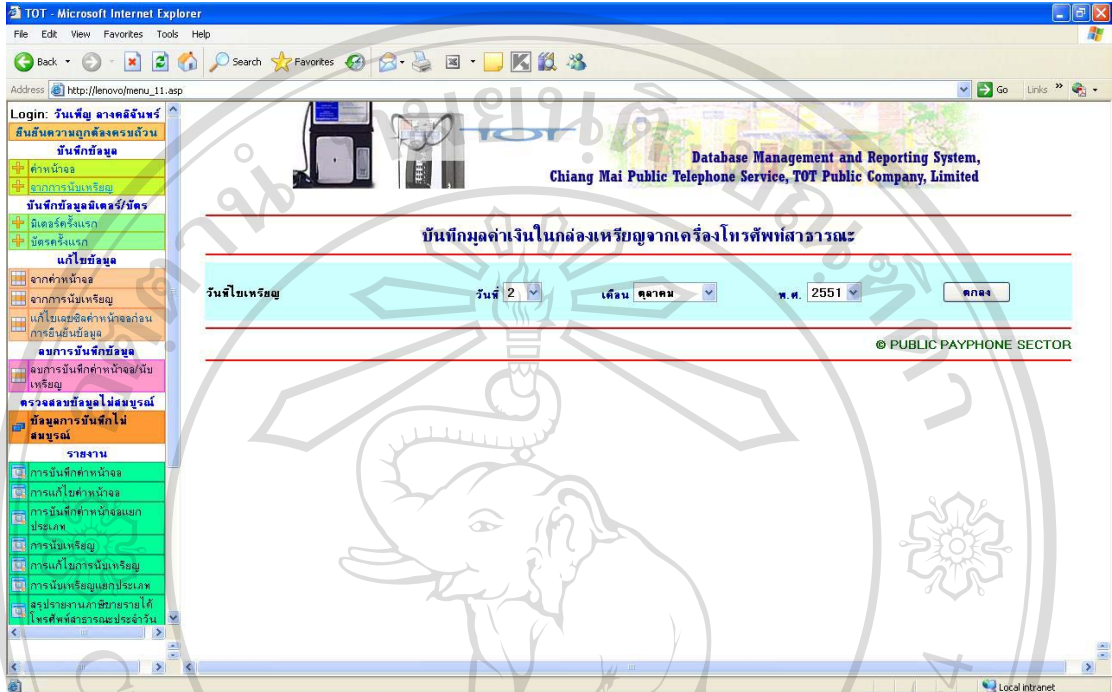 TOT - Microsoft Internet Explorer
File Edit View Favorites Tools Help
Back Search Favorites
Address http://lenovo/menu_11.asp Go Links
Login: วันเพ็ญ ลางคลิจันทร์
ยืนยันความถูกต้องครบถ้วน
บันทึกข้อมูล
ค่าหน้าจอ
จากการนับเหรียญ
บันทึกข้อมูลมิเตอร์/บัตร
มิเตอร์ครั้งแรก
บัตรครั้งแรก
แก้ไขข้อมูล
จากค่าหน้าจอ
จากการนับเหรียญ
แก้ไขเลขชิลค่าหน้าจอก่อน
การยืนยันข้อมูล
ลบการบันทึกข้อมูล
ลบการบันทึกค่าหน้าจอ/นับ
เหรียญ
ตรวจสอบข้อมูลไม่สมบูรณ์
ข้อมูลการบันทึกไม่
สมบูรณ์
รายงาน
การบันทึกค่าหน้าจอ
การแก้ไขค่าหน้าจอ
การบันทึกค่าหน้าจอแยก
ประเภท
การนับเหรียญ
การแก้ไขการนับเหรียญ
การนับเหรียญแยกประเภท
สรุปรายงานภาษีขายรายได้
โทรศัพท์สาธารณะประจำวัน
TOT
Database Management and Reporting System,
Chiang Mai Public Telephone Service, TOT Public Company, Limited
บันทึกมูลค่าเงินในกล่องเหรียญจากเครื่องโทรศัพท์สาธารณะ
วันที่ไขเหรียญ วันที่ 2 เดือน ตุลาคม พ.ศ. 2551 ตกลง
© PUBLIC PAYPHONE SECTOR
Local intranet